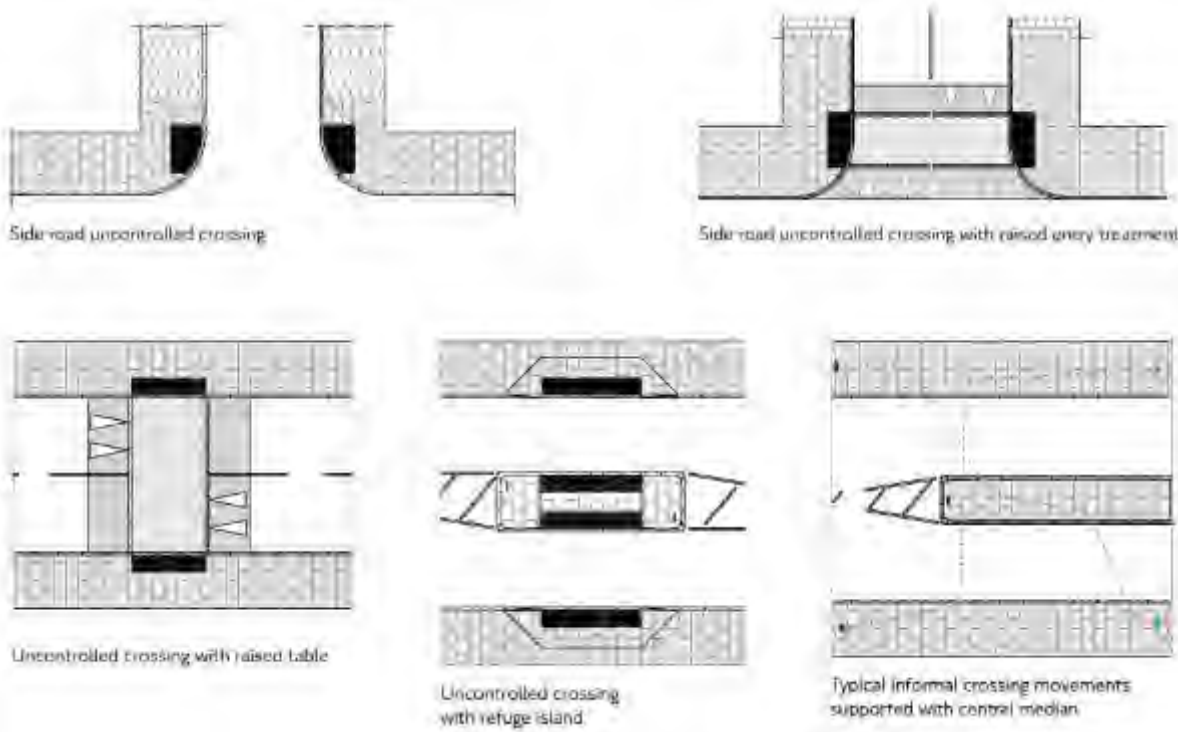 Side road uncontrolled crossing
Side road uncontrolled crossing with raised entry treatment
Uncontrolled crossing with raised table
Uncontrolled crossing
with refuge island
Typical informal crossing movements
supported with central median